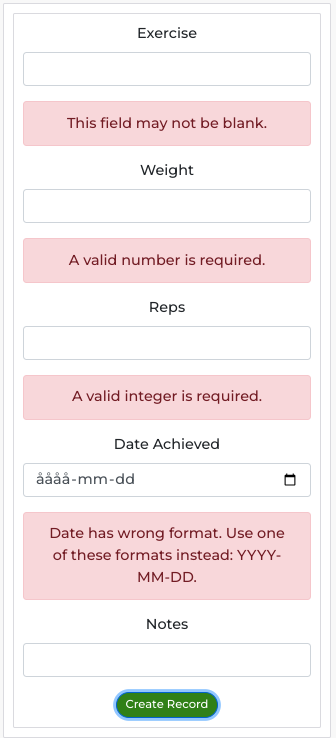 Exercise
This field may not be blank.
Weight
A valid number is required.
Reps
A valid integer is required.
Date Achieved
åååå-mm-dd
Date has wrong format. Use one
of these formats instead: YYYY-
MM-DD.
Notes
Create Record